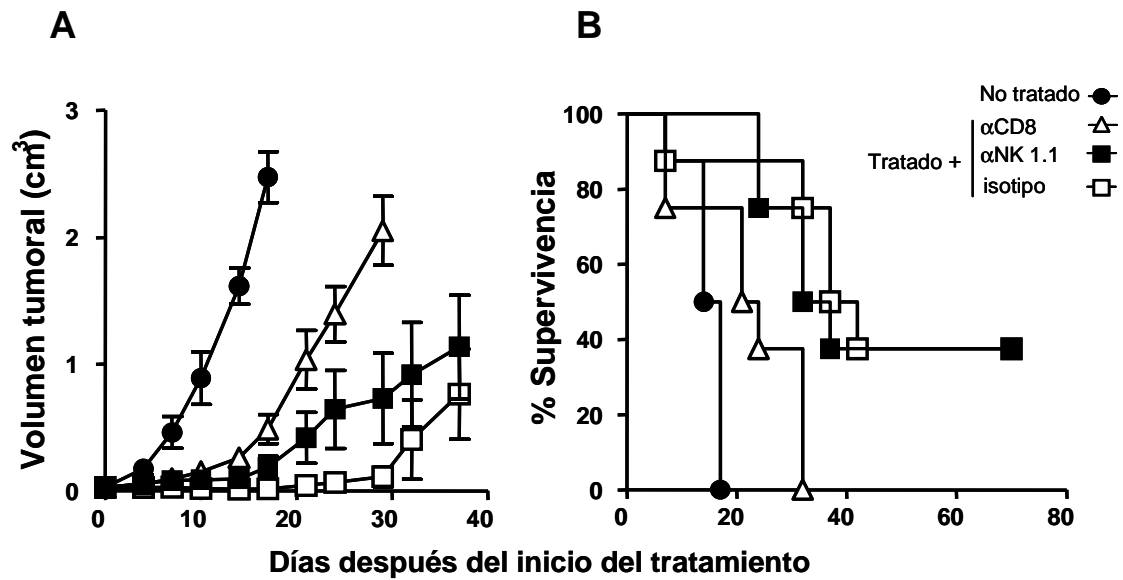 A
B
Volumen tumoral (cm3)
3
2
1
0
0 10 20 30 40
% Supervivencia
100
80
60
40
20
0
0 20 40 60 80
No tratado
Tratado +
αCD8
αNK 1.1
isotipo
Días después del inicio del tratamiento